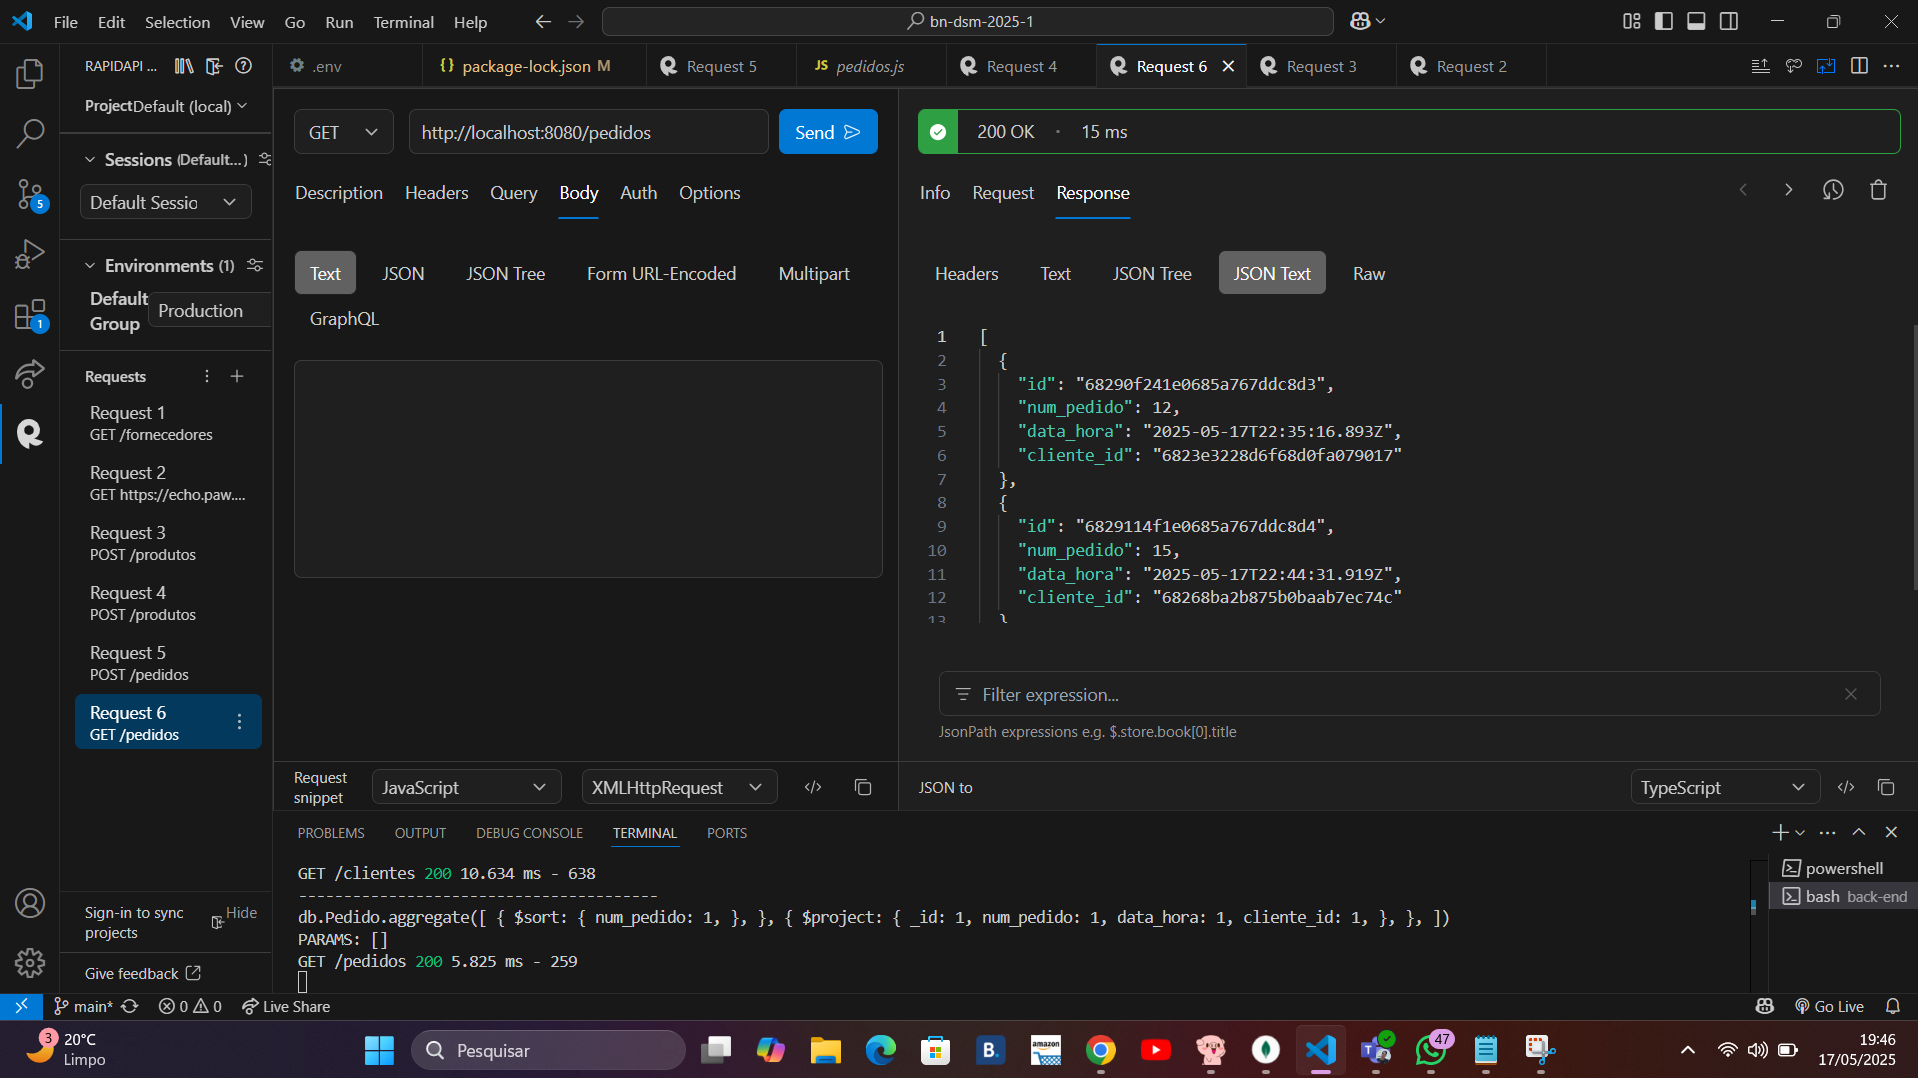 File Edit Selection View Go Run Terminal Help
bn-dsm-2025-1
RAPIDAPI ...
.env
{} package-lock.json M
Request 5
JS pedidos.js
Request 4
Request 6
Request 3
Request 2
ProjectDefault (local)
Sessions (Default...)
Default Sessio
Environments (1)
Default
Group
Production
Requests
Request 1
GET /fornecedores
Request 2
GET https://echo.paw....
Request 3
POST /produtos
Request 4
POST /produtos
Request 5
POST /pedidos
Request 6
GET /pedidos
Sign-in to sync
projects
Hide
Give feedback
5
1
GET
http://localhost:8080/pedidos
Send
Description Headers Query Body Auth Options
Text JSON JSON Tree Form URL-Encoded Multipart
GraphQL
200 OK · 15 ms
Info Request Response
Headers Text JSON Tree JSON Text Raw
1 [
2 {
3 "id": "68290f241e0685a767ddc8d3",
4 "num_pedido": 12,
5 "data_hora": "2025-05-17T22:35:16.893Z",
6 "cliente_id": "6823e3228d6f68d0fa079017"
7 },
8 {
9 "id": "6829114f1e0685a767ddc8d4",
10 "num_pedido": 15,
11 "data_hora": "2025-05-17T22:44:31.919Z",
12 "cliente_id": "68268ba2b875b0baab7ec74c"
13 }
Filter expression...
JsonPath expressions e.g. $.store.book[0].title
Request
snippet
JavaScript
XMLHttpRequest
JSON to
TypeScript
PROBLEMS OUTPUT DEBUG CONSOLE TERMINAL PORTS
GET /clientes 200 10.634 ms - 638
----------------------------------------
db.Pedido.aggregate([ { $sort: { num_pedido: 1, }, }, { $project: { _id: 1, num_pedido: 1, data_hora: 1, cliente_id: 1, }, }, ])
PARAMS: []
GET /pedidos 200 5.825 ms - 259
powershell
bash back-end
main*
0 0
Live Share
Go Live
3
20°C
Limpo
Pesquisar
B.
amazon
47
19:46
17/05/2025